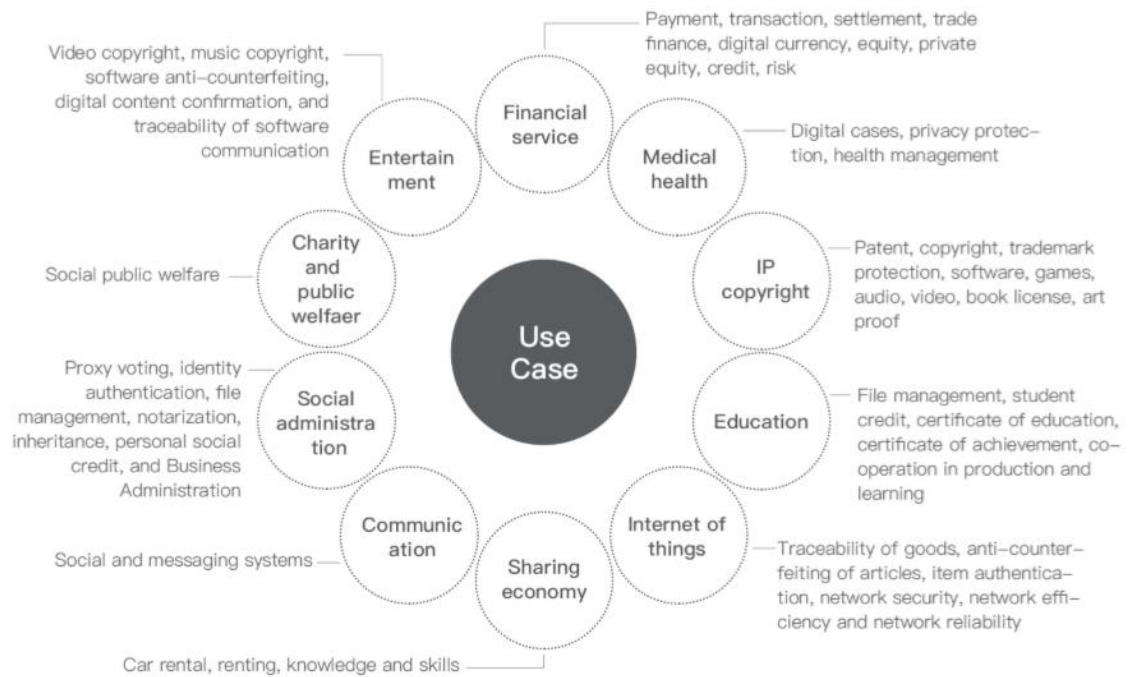 Payment, transaction, settlement, trade
finance, digital currency, equity, private
equity, credit, risk
Video copyright, music copyright,
software anti-counterfeiting,
digital content confirmation, and
traceability of software
communication
Financial
service
Entertain
ment
Medical
health
Digital cases, privacy protec-
tion, health management
Charity
and
public
welfaer
Social public welfare
IP
copyright
Patent, copyright, trademark
protection, software, games,
audio, video, book license, art
proof
Use
Case
Proxy voting, identity
authentication, file
management, notarization,
inheritance, personal social
credit, and Business
Administration
Social
administra
tion
Education
File management, student
credit, certificate of education,
certificate of achievement, co-
operation in production and
learning
Communic
ation
Social and messaging systems
Sharing
economy
Internet of
things
Traceability of goods, anti-counter-
feiting of articles, item authentica-
tion, network security, network effi-
ciency and network reliability
Car rental, renting, knowledge and skills